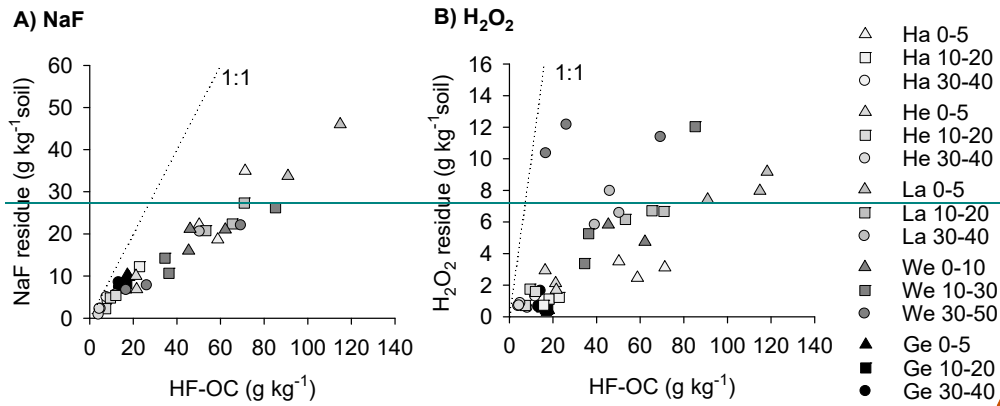 A) NaF
B) H₂O₂
NaF residue (g kg⁻¹soil)
60
50
40
30
20
10
0
1:1
0 20 40 60 80 100 120 140
HF-OC (g kg⁻¹)
H₂O₂ residue (g kg⁻¹soil)
16
14
12
10
8
6
4
2
0
1:1
0 20 40 60 80 100 120 140
HF-OC (g kg⁻¹)
Ha 0-5
Ha 10-20
Ha 30-40
He 0-5
He 10-20
He 30-40
La 0-5
La 10-20
La 30-40
We 0-10
We 10-30
We 30-50
Ge 0-5
Ge 10-20
Ge 30-40